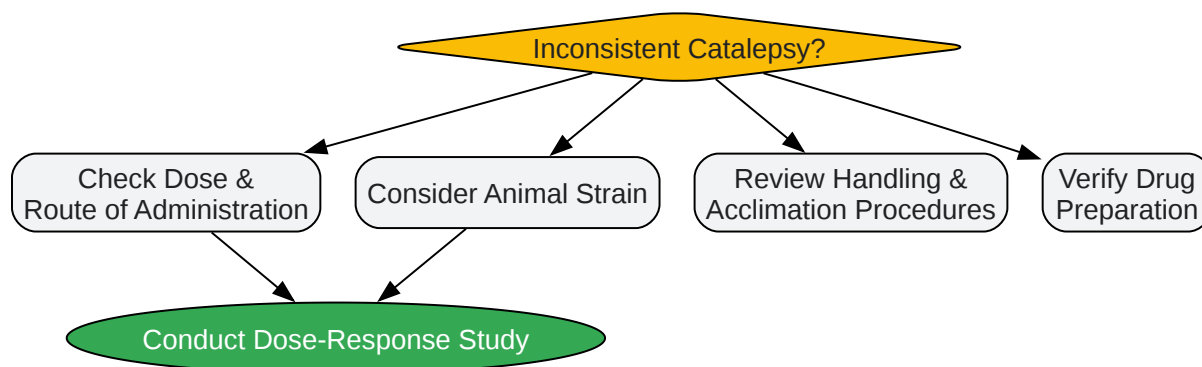 Inconsistent Catalepsy?
Check Dose &
Route of Administration
Consider Animal Strain
Review Handling &
Acclimation Procedures
Verify Drug
Preparation
Conduct Dose-Response Study